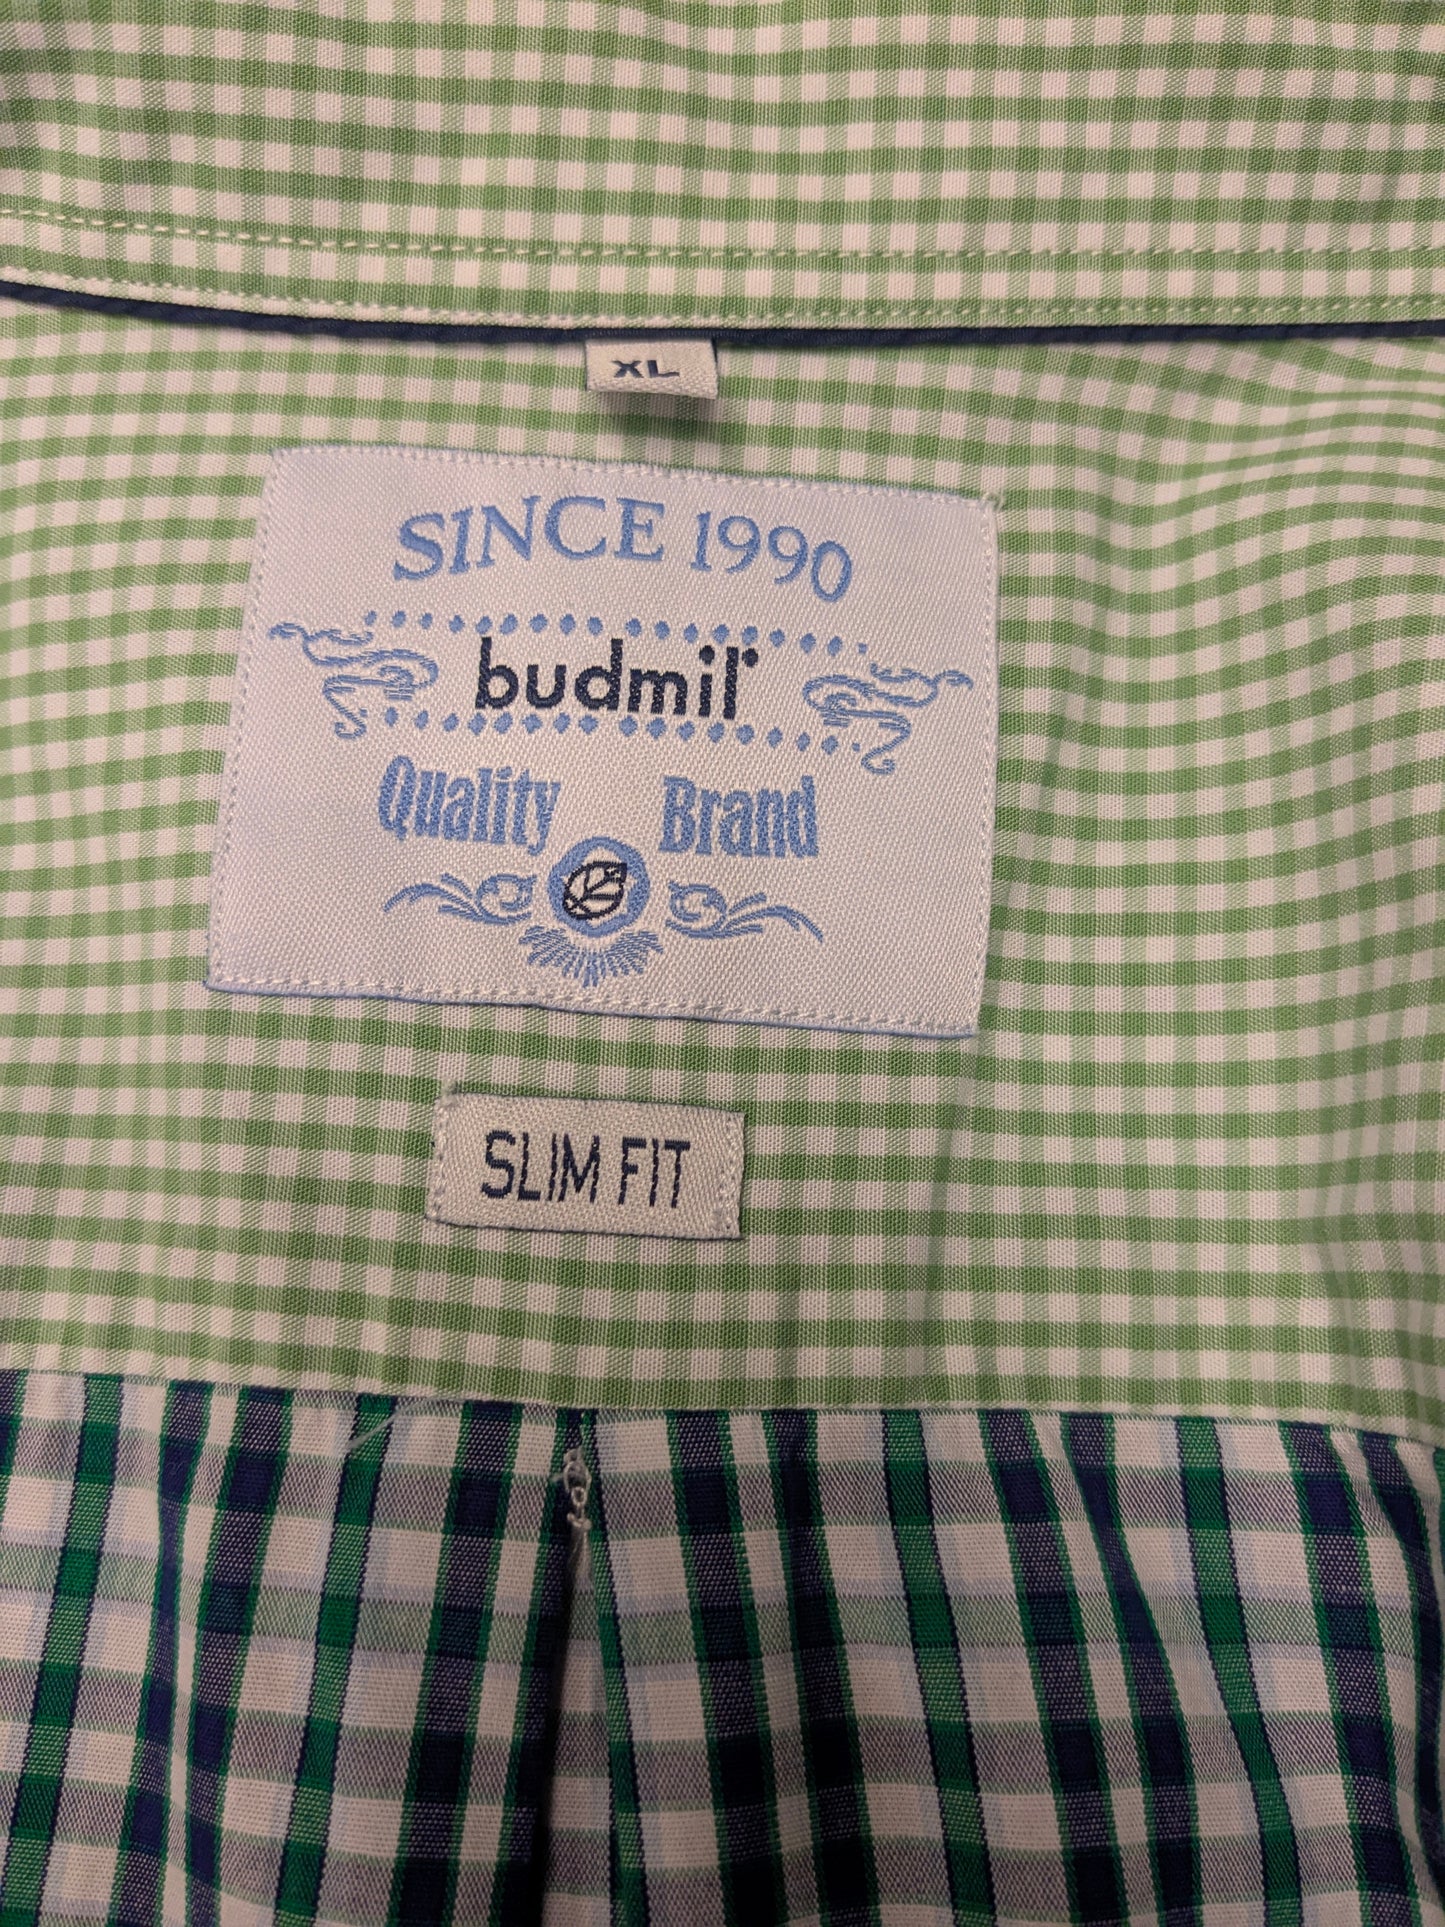 XL
SINCE 1990
budmil
Quality Brand
SLIM FIT